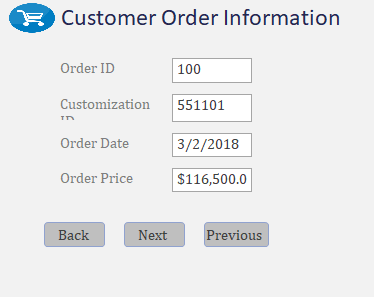 Customer Order Information
Order ID 100
Customization 551101
ID
Order Date 3/2/2018
Order Price $116,500.0
Back Next Previous